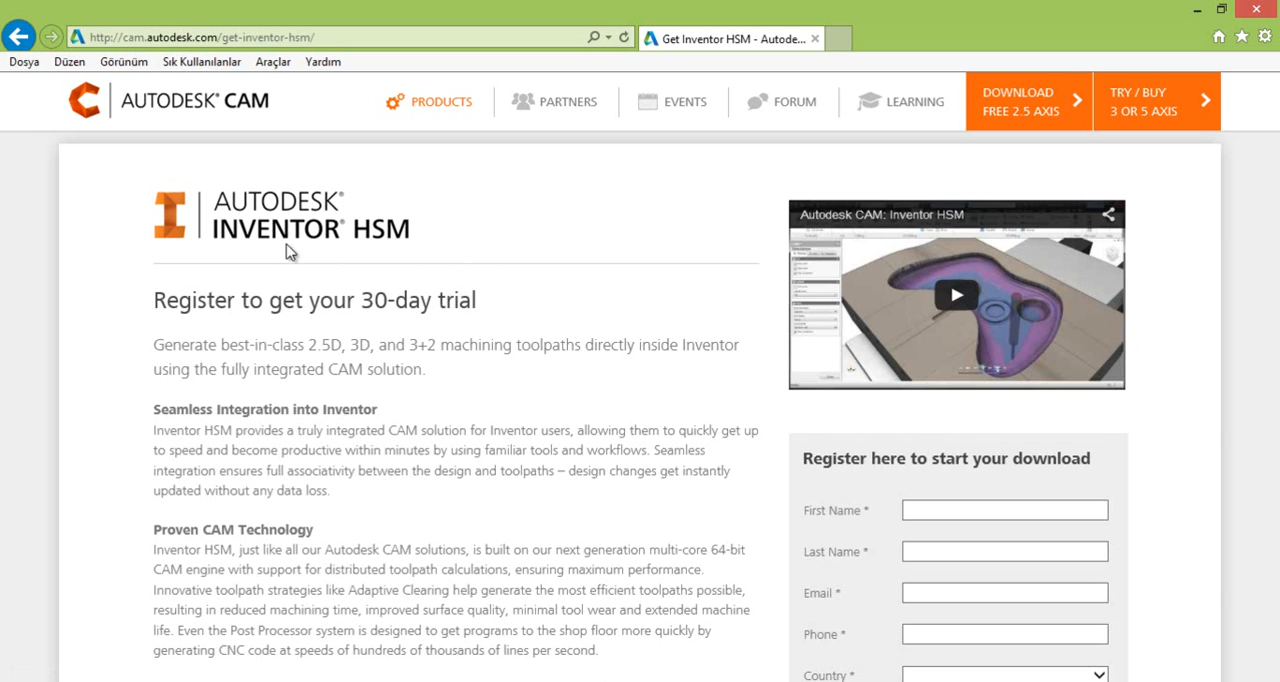 http://cam.autodesk.com/get-inventor-hsm/
Get Inventor HSM - Autode...
Dosya Düzen Görünüm Sık Kullanılanlar Araçlar Yardım
AUTODESK® CAM
PRODUCTS
PARTNERS
EVENTS
FORUM
LEARNING
DOWNLOAD
FREE 2.5 AXIS
TRY / BUY
3 OR 5 AXIS
AUTODESK®
INVENTOR® HSM
Register to get your 30-day trial
Generate best-in-class 2.5D, 3D, and 3+2 machining toolpaths directly inside Inventor
using the fully integrated CAM solution.
Seamless Integration into Inventor
Inventor HSM provides a truly integrated CAM solution for Inventor users, allowing them to quickly get up
to speed and become productive within minutes by using familiar tools and workflows. Seamless
integration ensures full associativity between the design and toolpaths – design changes get instantly
updated without any data loss.
Proven CAM Technology
Inventor HSM, just like all our Autodesk CAM solutions, is built on our next generation multi-core 64-bit
CAM engine with support for distributed toolpath calculations, ensuring maximum performance.
Innovative toolpath strategies like Adaptive Clearing help generate the most efficient toolpaths possible,
resulting in reduced machining time, improved surface quality, minimal tool wear and extended machine
life. Even the Post Processor system is designed to get programs to the shop floor more quickly by
generating CNC code at speeds of hundreds of thousands of lines per second.
Autodesk CAM: Inventor HSM
Register here to start your download
First Name *
Last Name *
Email *
Phone *
Country *